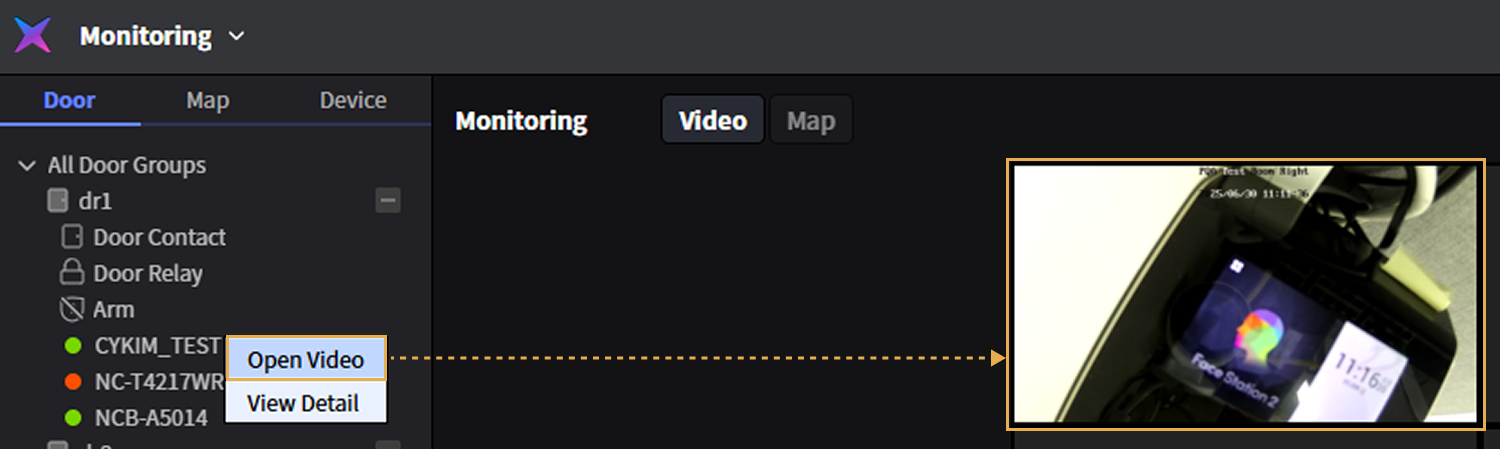 Monitoring
Door Map Device
Monitoring Video Map
All Door Groups
dr1
Door Contact
Door Relay
Arm
CYKIM_TEST
Open Video
NC-T4217WR
View Detail
NCB-A5014
Test Room Right
25/06/30 11:11:36
Face Station 2
11:16